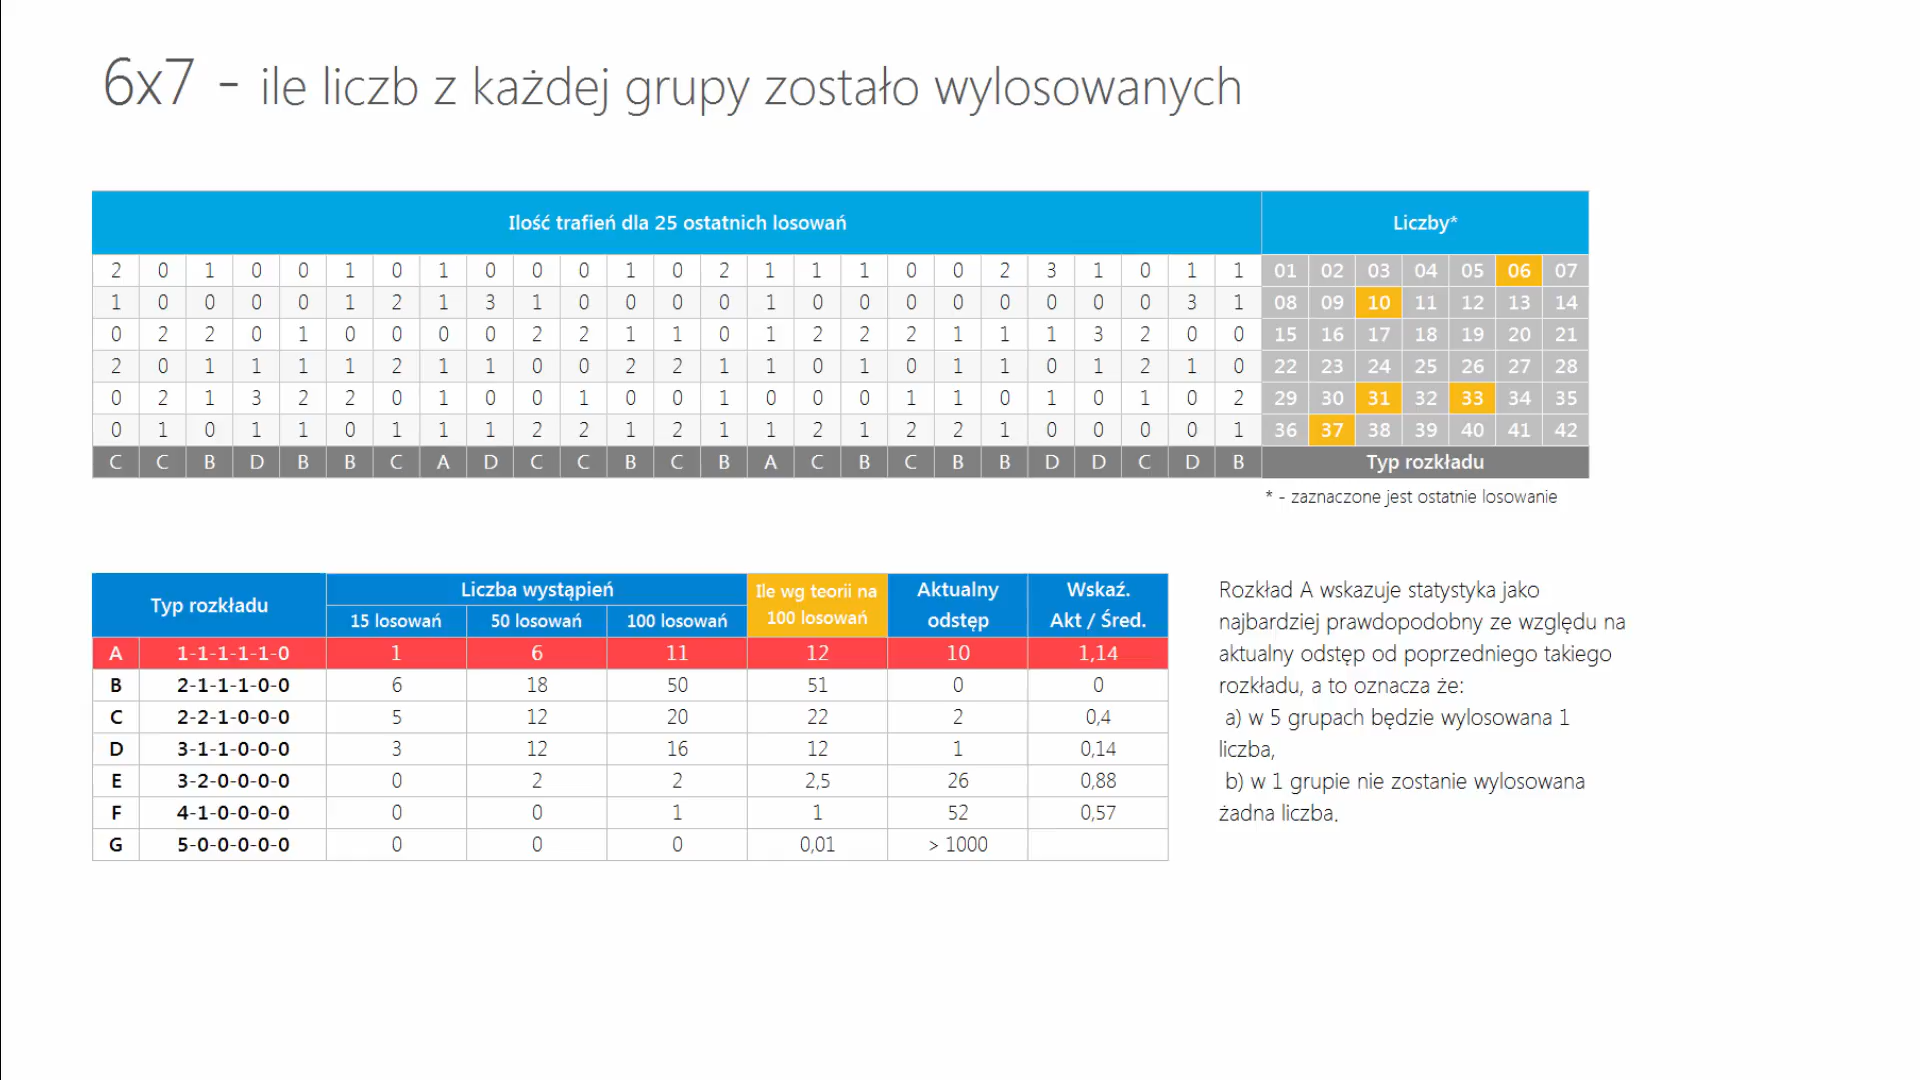 6x7 - ile liczb z każdej grupy zostało wylosowanych
Ilość trafień dla 25 ostatnich losowań Liczby*
2 0 1 0 0 1 0 1 0 0 0 1 0 2 1 1 1 0 0 2 3 1 0 1 1 01 02 03 04 05 06 07
1 0 0 0 0 1 2 1 3 1 0 0 0 0 1 0 0 0 0 0 0 0 0 3 1 08 09 10 11 12 13 14
0 2 2 0 1 0 0 0 0 2 2 1 1 0 1 2 2 2 1 1 1 3 2 0 0 15 16 17 18 19 20 21
2 0 1 1 1 1 2 1 1 0 0 2 2 1 1 0 1 0 1 1 0 1 2 1 0 22 23 24 25 26 27 28
0 2 1 3 2 2 0 1 0 0 1 0 0 1 0 0 0 1 1 0 1 0 1 0 2 29 30 31 32 33 34 35
0 1 0 1 1 0 1 1 1 2 2 1 2 1 1 2 1 2 2 1 0 0 0 0 1 36 37 38 39 40 41 42
C C B D B B C A D C C B C B A C B C B B D D C D B Typ rozkładu
* - zaznaczone jest ostatnie losowanie
Typ rozkładu Liczba wystąpień Ile wg teorii na 100 losowań Aktualny odstęp Wskaź. Akt / Śred.
15 losowań 50 losowań 100 losowań
A 1-1-1-1-1-0 1 6 11 12 10 1,14
B 2-1-1-1-0-0 6 18 50 51 0 0
C 2-2-1-0-0-0 5 12 20 22 2 0,4
D 3-1-1-0-0-0 3 12 16 12 1 0,14
E 3-2-0-0-0-0 0 2 2 2,5 26 0,88
F 4-1-0-0-0-0 0 0 1 1 52 0,57
G 5-0-0-0-0-0 0 0 0 0,01 > 1000
Rozkład A wskazuje statystyka jako
najbardziej prawdopodobny ze względu na
aktualny odstęp od poprzedniego takiego
rozkładu, a to oznacza że:
a) w 5 grupach będzie wylosowana 1
liczba,
b) w 1 grupie nie zostanie wylosowana
żadna liczba.